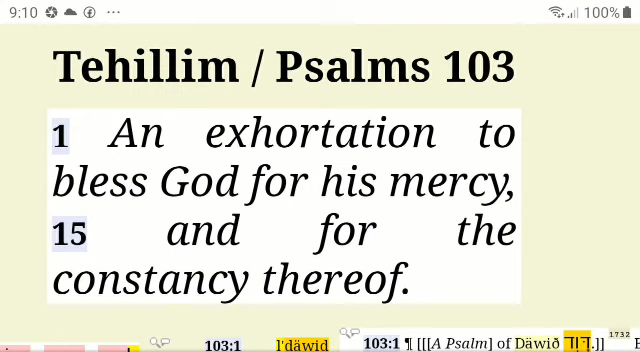 9:10 ... 100%
Tehillim / Psalms 103
1 An exhortation to
bless God for his mercy,
15 and for the
constancy thereof.
1732
103:1 l'däwid 103:1 ¶ [[[A Psalm] of Däwið דָוִד.]]